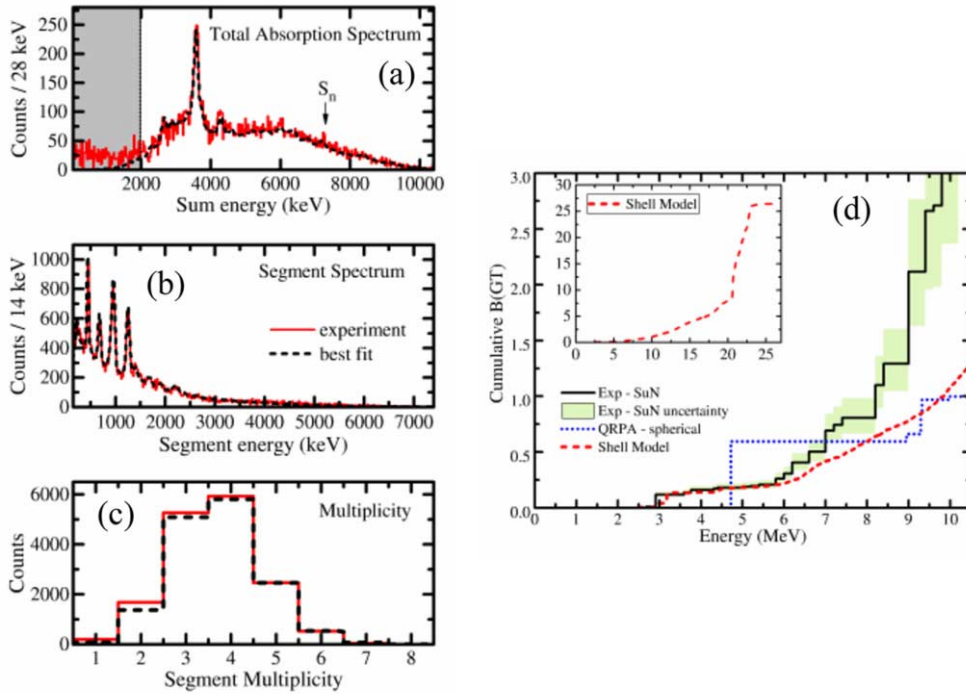 250
200
150
100
50
0
Counts / 28 keV
Total Absorption Spectrum
(a)
Sn
2000 4000 6000 8000 10000
Sum energy (keV)
1000
800
600
400
200
0
Counts / 14 keV
(b)
Segment Spectrum
experiment
best fit
1000 2000 3000 4000 5000 6000 7000
Segment energy (keV)
6000
4000
2000
0
Counts
(c)
Multiplicity
1 2 3 4 5 6 7 8
Segment Multiplicity
3.0
2.5
2.0
1.5
1.0
0.5
0.0
Cumulative B(GT)
30
25
20
15
10
5
0
Shell Model
0 5 10 15 20 25
(d)
Exp - SuN
Exp - SuN uncertainty
QRPA - spherical
Shell Model
0 1 2 3 4 5 6 7 8 9 10
Energy (MeV)